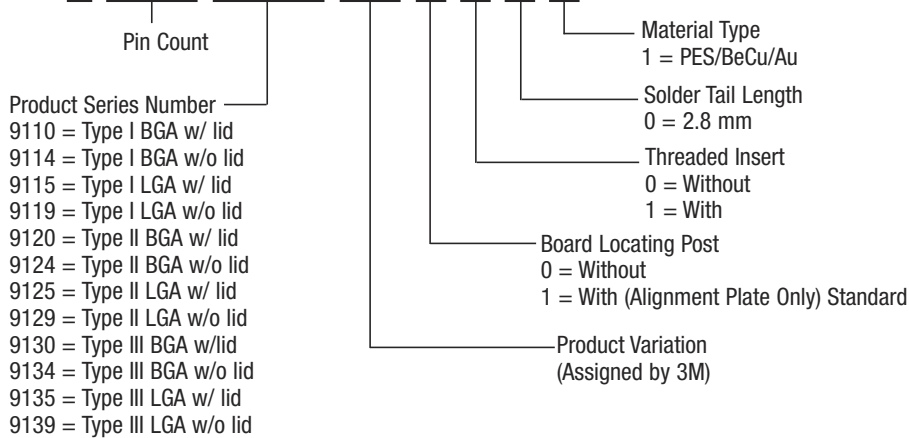 Pin Count
Product Series Number
9110 = Type I BGA w/ lid
9114 = Type I BGA w/o lid
9115 = Type I LGA w/ lid
9119 = Type I LGA w/o lid
9120 = Type II BGA w/ lid
9124 = Type II BGA w/o lid
9125 = Type II LGA w/ lid
9129 = Type II LGA w/o lid
9130 = Type III BGA w/lid
9134 = Type III BGA w/o lid
9135 = Type III LGA w/ lid
9139 = Type III LGA w/o lid
Material Type
1 = PES/BeCu/Au
Solder Tail Length
0 = 2.8 mm
Threaded Insert
0 = Without
1 = With
Board Locating Post
0 = Without
1 = With (Alignment Plate Only) Standard
Product Variation
(Assigned by 3M)